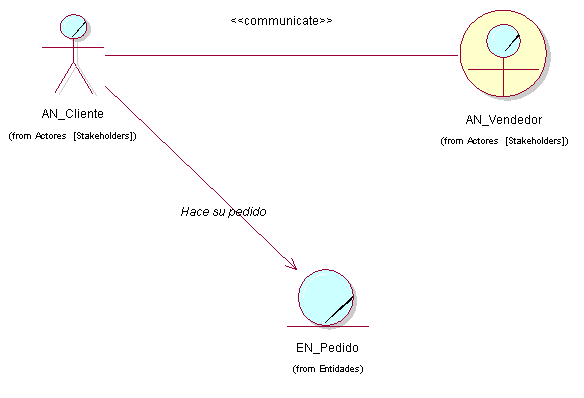 <<communicate>>
AN_Cliente
(from Actores [Stakeholders])
AN_Vendedor
(from Actores [Stakeholders])
Hace su pedido
EN_Pedido
(from Entidades)